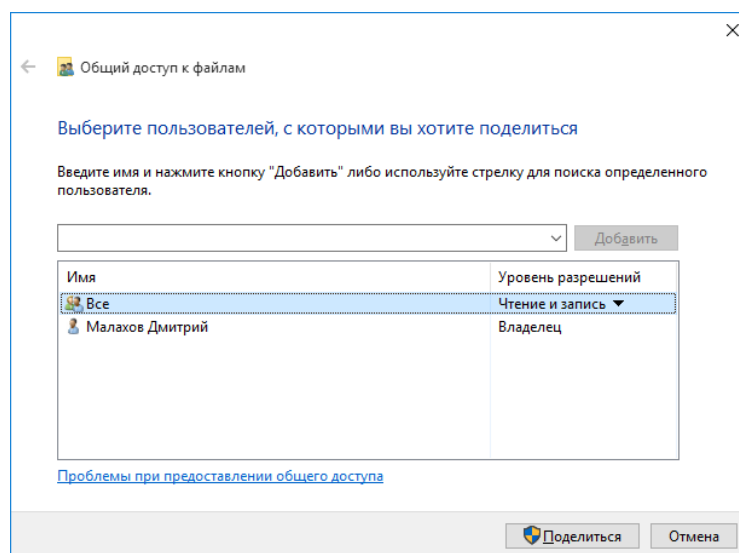 Общий доступ к файлам
Выберите пользователей, с которыми вы хотите поделиться
Введите имя и нажмите кнопку "Добавить" либо используйте стрелку для поиска определенного
пользователя.
Добавить
Имя Уровень разрешений
Все Чтение и запись
Малахов Дмитрий Владелец
Проблемы при предоставлении общего доступа
Поделиться Отмена